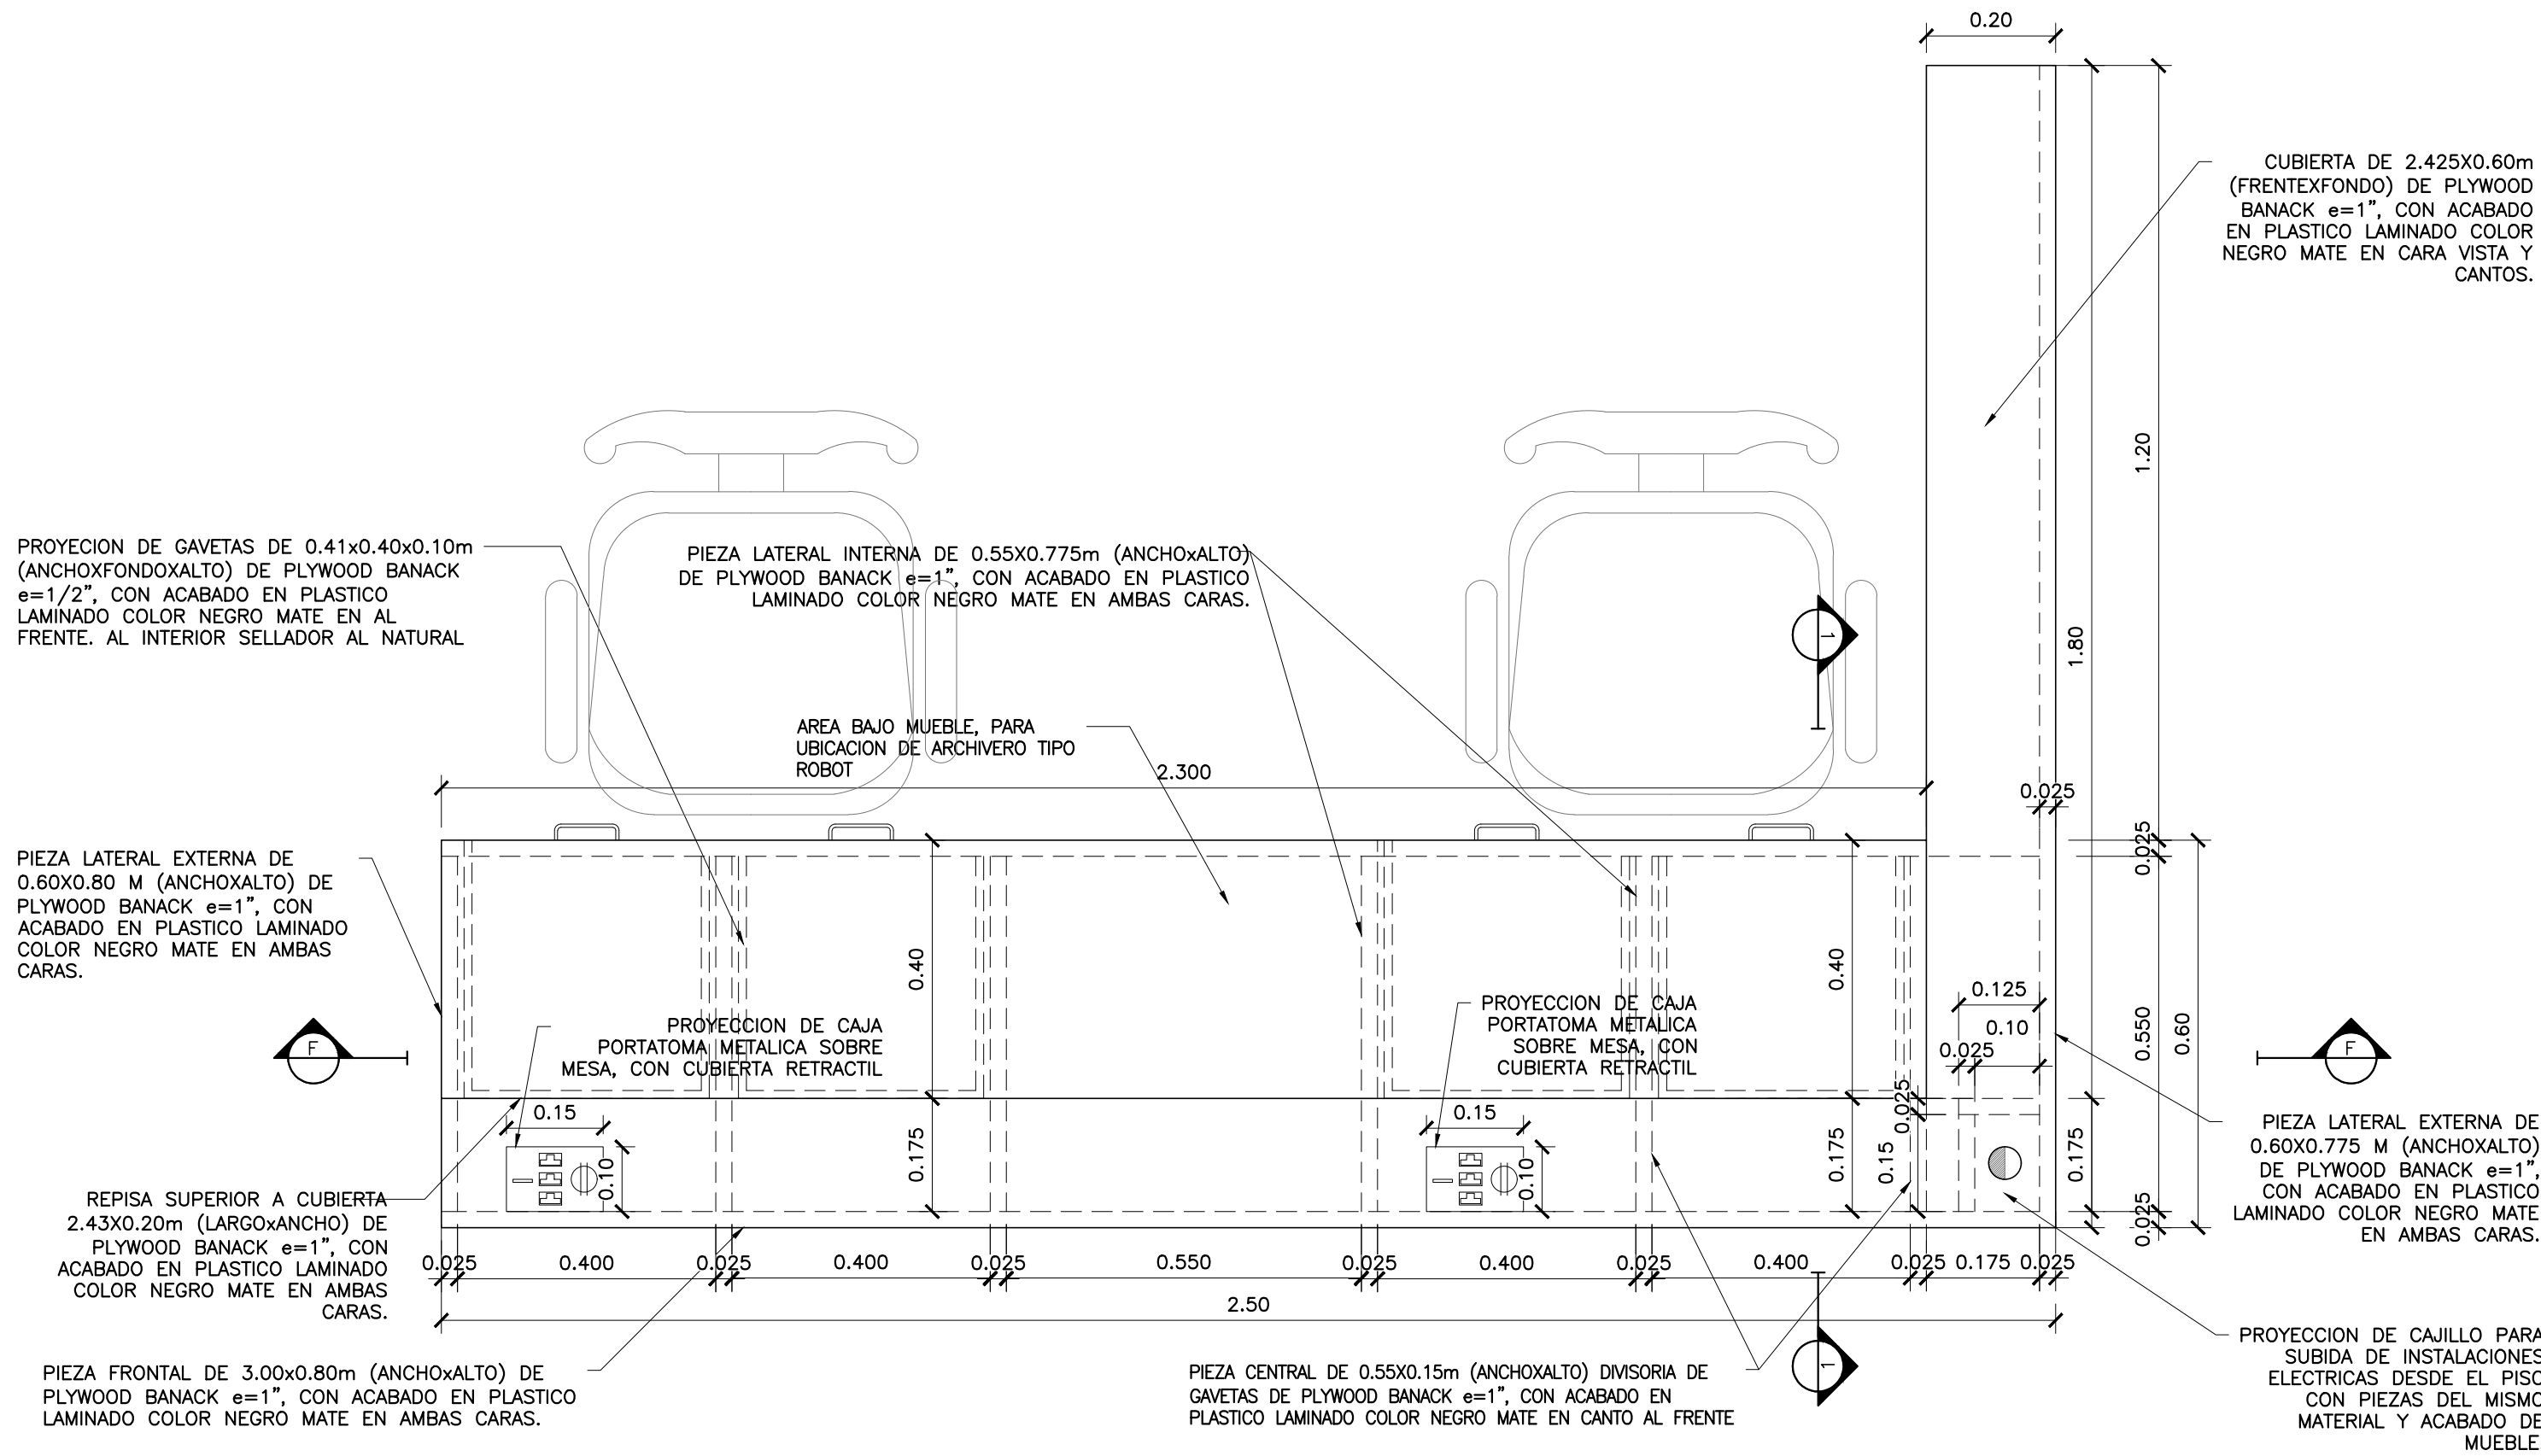 0.20
CUBIERTA DE 2.425X0.60m
(FRENTEXFONDO) DE PLYWOOD
BANACK e=1", CON ACABADO
EN PLASTICO LAMINADO COLOR
NEGRO MATE EN CARA VISTA Y
CANTOS.
1.20
1.80
PROYECION DE GAVETAS DE 0.41x0.40x0.10m
(ANCHOXFONDOXALTO) DE PLYWOOD BANACK
e=1/2", CON ACABADO EN PLASTICO
LAMINADO COLOR NEGRO MATE EN AL
FRENTE. AL INTERIOR SELLADOR AL NATURAL
PIEZA LATERAL INTERNA DE 0.55X0.775m (ANCHOxALTO)
DE PLYWOOD BANACK e=1", CON ACABADO EN PLASTICO
LAMINADO COLOR NEGRO MATE EN AMBAS CARAS.
1
AREA BAJO MUEBLE, PARA
UBICACION DE ARCHIVERO TIPO
ROBOT
2.300
0.025
0.025
PIEZA LATERAL EXTERNA DE
0.60X0.80 M (ANCHOXALTO) DE
PLYWOOD BANACK e=1", CON
ACABADO EN PLASTICO LAMINADO
COLOR NEGRO MATE EN AMBAS
CARAS.
0.40
0.40
F
PROYECCION DE CAJA
PORTATOMA METALICA SOBRE
MESA, CON CUBIERTA RETRACTIL
PROYECCION DE CAJA
PORTATOMA METALICA
SOBRE MESA, CON
CUBIERTA RETRACTIL
0.125
0.10
0.025
0.550
0.60
F
0.15
0.10
0.175
0.15
0.10
0.175
0.15
0.025
0.175
0.025
PIEZA LATERAL EXTERNA DE
0.60X0.775 M (ANCHOXALTO)
DE PLYWOOD BANACK e=1",
CON ACABADO EN PLASTICO
LAMINADO COLOR NEGRO MATE
EN AMBAS CARAS.
REPISA SUPERIOR A CUBIERTA
2.43X0.20m (LARGOxANCHO) DE
PLYWOOD BANACK e=1", CON
ACABADO EN PLASTICO LAMINADO
COLOR NEGRO MATE EN AMBAS
CARAS.
0.025 0.400 0.025 0.400 0.025 0.550 0.025 0.400 0.025 0.400 0.025 0.175 0.025
2.50
PIEZA FRONTAL DE 3.00x0.80m (ANCHOxALTO) DE
PLYWOOD BANACK e=1", CON ACABADO EN PLASTICO
LAMINADO COLOR NEGRO MATE EN AMBAS CARAS.
PIEZA CENTRAL DE 0.55X0.15m (ANCHOXALTO) DIVISORIA DE
GAVETAS DE PLYWOOD BANACK e=1", CON ACABADO EN
PLASTICO LAMINADO COLOR NEGRO MATE EN CANTO AL FRENTE
1
PROYECCION DE CAJILLO PARA
SUBIDA DE INSTALACIONES
ELECTRICAS DESDE EL PISO
CON PIEZAS DEL MISMO
MATERIAL Y ACABADO DE
MUEBLE